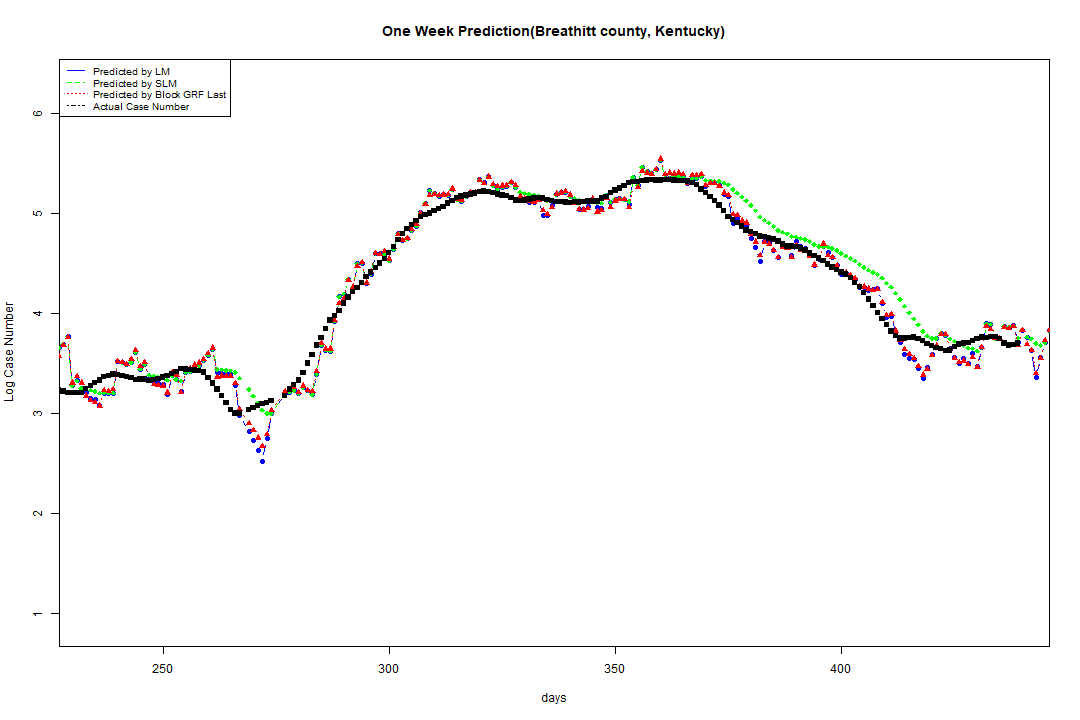 One Week Prediction(Breathitt county, Kentucky)
Predicted by LM
Predicted by SLM
Predicted by Block GRF Last
Actual Case Number
6
5
4
3
2
1
Log Case Number
250 300 350 400
days